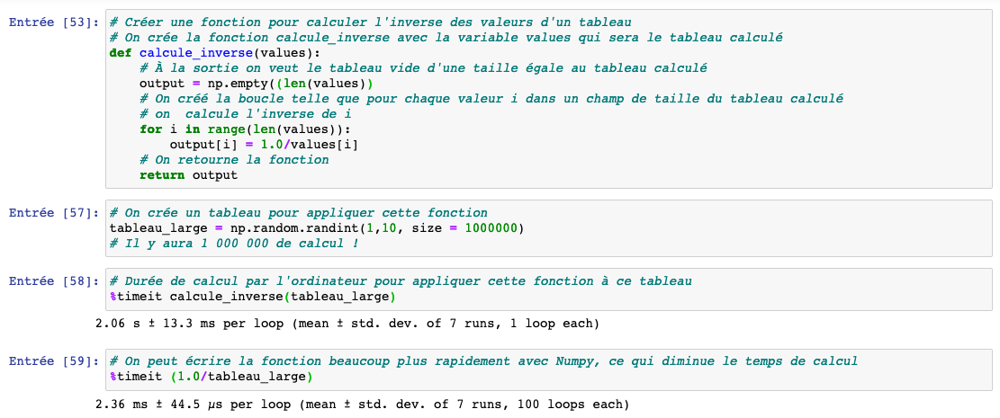 Entrée [53]: # Créer une fonction pour calculer l'inverse des valeurs d'un tableau
# On crée la fonction calcule_inverse avec la variable values qui sera le tableau calculé
def calcule_inverse(values):
    # À la sortie on veut le tableau vide d'une taille égale au tableau calculé
    output = np.empty((len(values))
    # On créé la boucle telle que pour chaque valeur i dans un champ de taille du tableau calculé
    # on  calcule l'inverse de i
    for i in range(len(values)):
        output[i] = 1.0/values[i]
    # On retourne la fonction
    return output
Entrée [57]: # On crée un tableau pour appliquer cette fonction
tableau_large = np.random.randint(1,10, size = 1000000)
# Il y aura 1 000 000 de calcul !
Entrée [58]: # Durée de calcul par l'ordinateur pour appliquer cette fonction à ce tableau
%timeit calcule_inverse(tableau_large)
2.06 s ± 13.3 ms per loop (mean ± std. dev. of 7 runs, 1 loop each)
Entrée [59]: # On peut écrire la fonction beaucoup plus rapidement avec Numpy, ce qui diminue le temps de calcul
%timeit (1.0/tableau_large)
2.36 ms ± 44.5 µs per loop (mean ± std. dev. of 7 runs, 100 loops each)